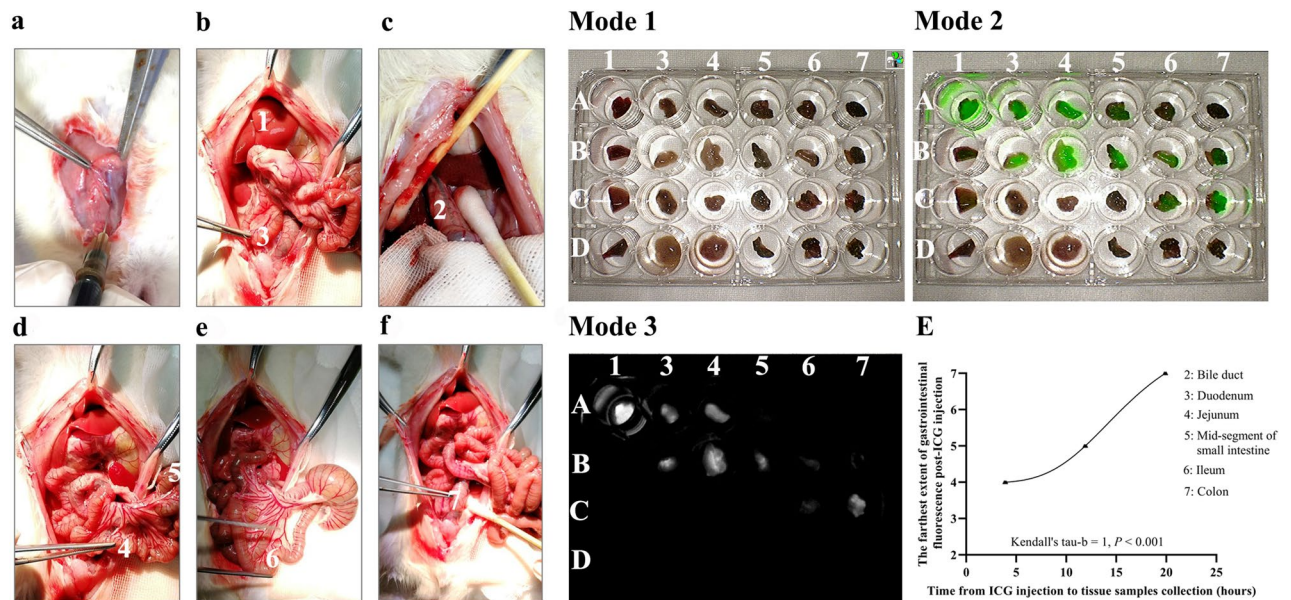 a
b
c
Mode 1
Mode 2
1
3
2
1 3 4 5 6 7
A
B
C
D
1 3 4 5 6 7
A
B
C
D
d
e
f
Mode 3
E
4
5
6
1 3 4 5 6 7
A
B
C
D
The farthest extent of gastrointestinal
fluorescence post-ICG injection
7
6
5
4
3
2
Kendall's tau-b = 1, P < 0.001
0 5 10 15 20 25
Time from ICG injection to tissue samples collection (hours)
2: Bile duct
3: Duodenum
4: Jejunum
5: Mid-segment of
small intestine
6: Ileum
7: Colon